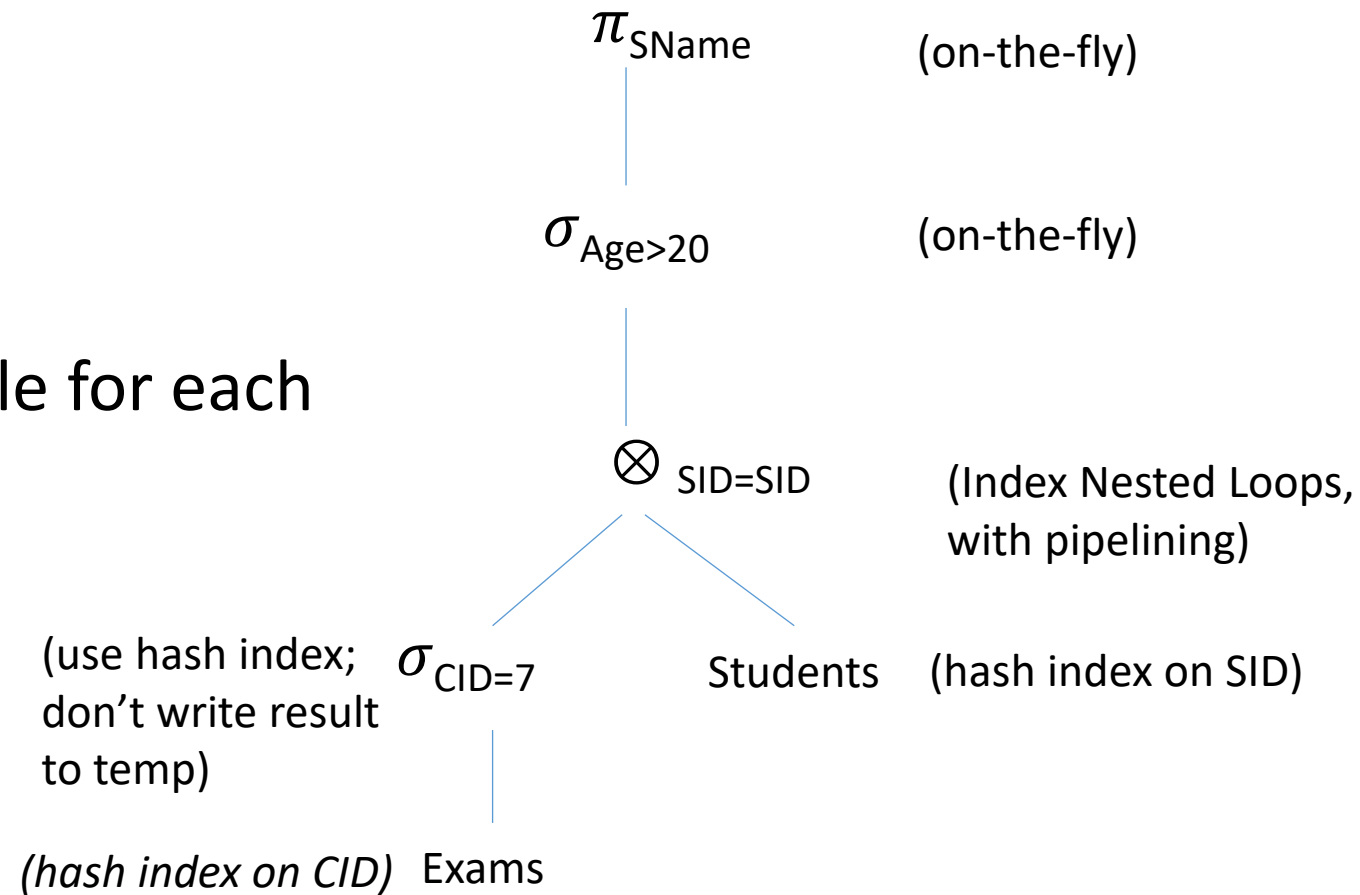 π SName (on-the-fly)
σ Age>20 (on-the-fly)
le for each
⊗ SID=SID (Index Nested Loops,
with pipelining)
(use hash index; σ CID=7 Students (hash index on SID)
don’t write result
to temp)
(hash index on CID) Exams